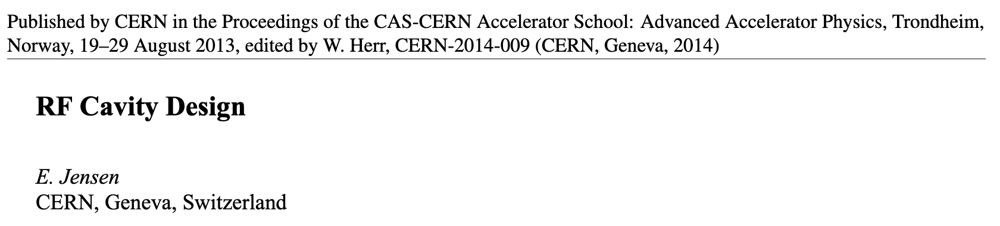 Published by CERN in the Proceedings of the CAS-CERN Accelerator School: Advanced Accelerator Physics, Trondheim,
Norway, 19–29 August 2013, edited by W. Herr, CERN-2014-009 (CERN, Geneva, 2014)
RF Cavity Design
E. Jensen
CERN, Geneva, Switzerland